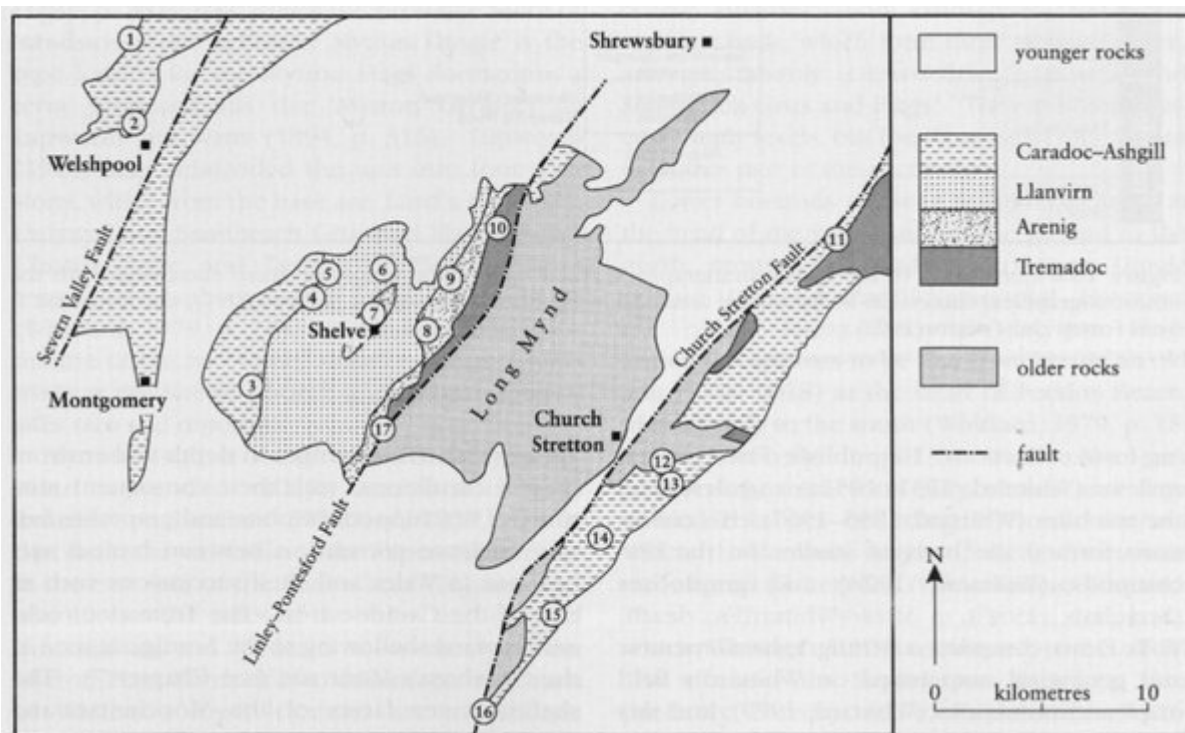 1
Shrewsbury
2
Welshpool
Severn Valley Fault
10
11
5
6
9
4
7
Shelve
8
Long Mynd
Church Stretton Fault
3
Montgomery
17
Church
Stretton
12
13
14
Linley–Pontesford Fault
15
16
younger rocks
Caradoc–Ashgill
Llanvirn
Arenig
Tremadoc
older rocks
fault
N
0 kilometres 10